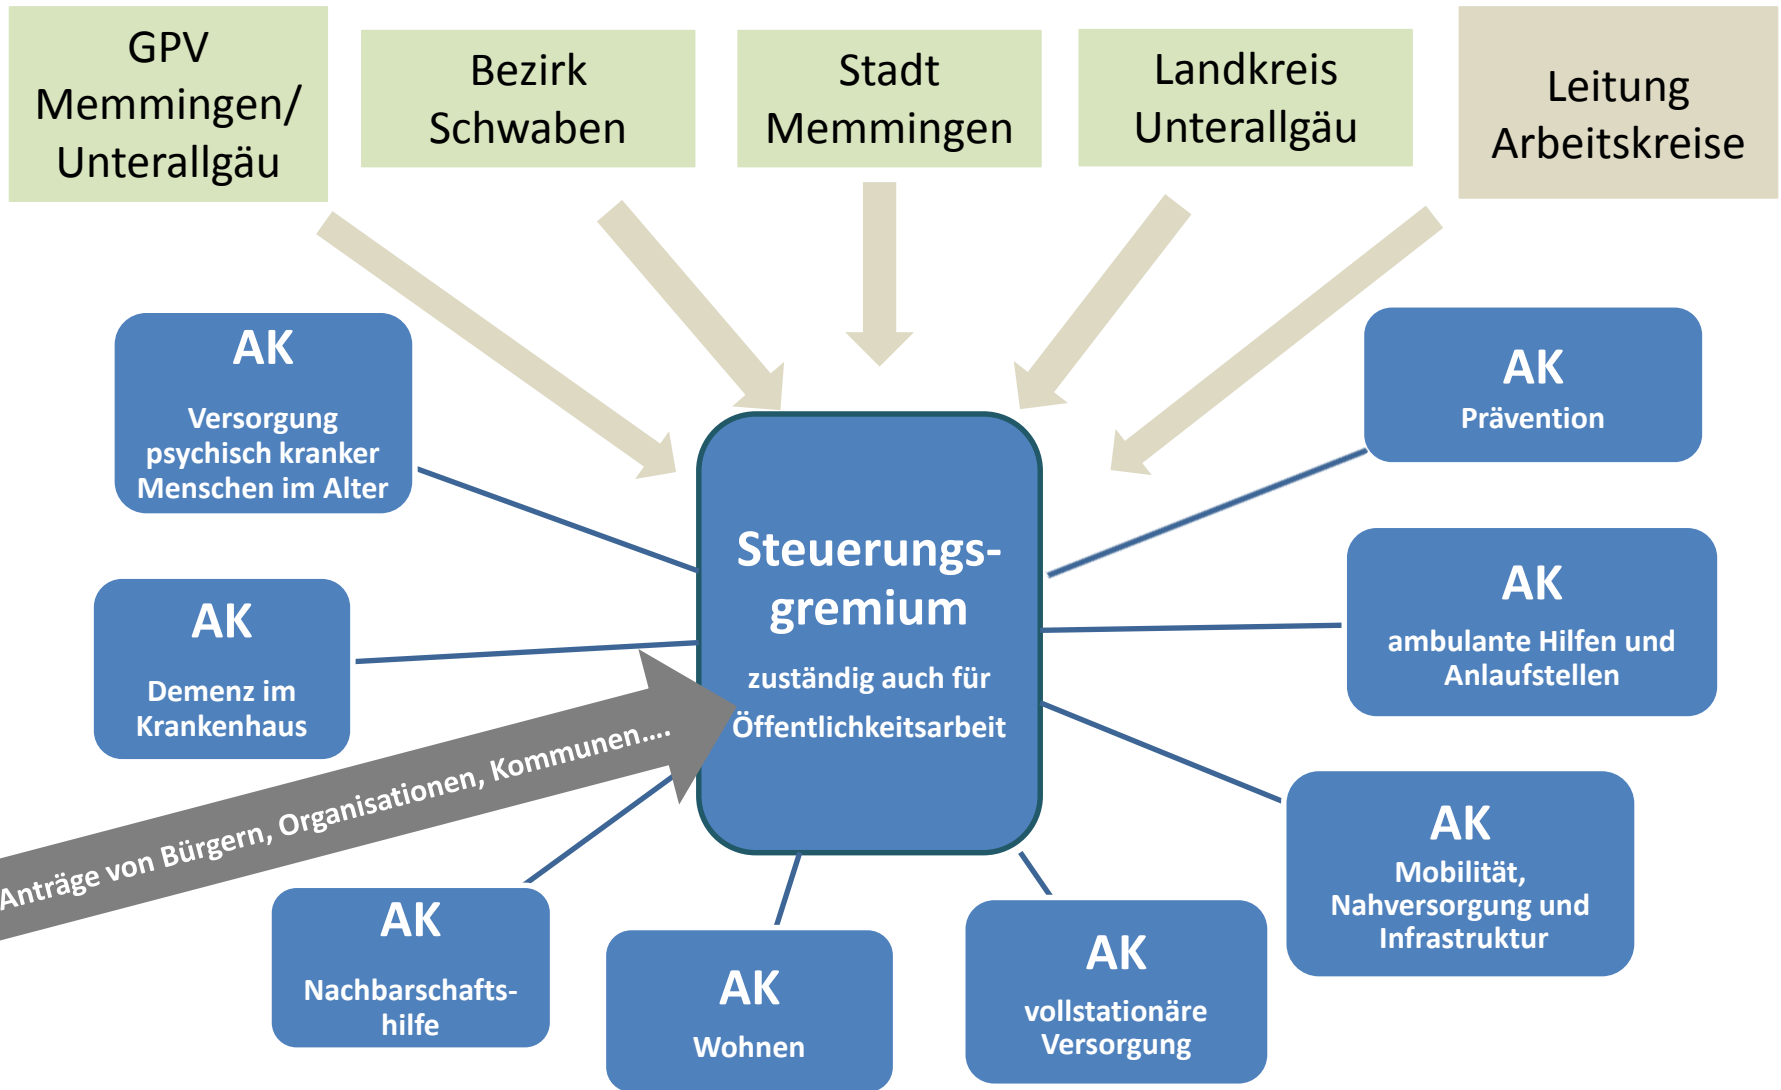 GPV
Memmingen/
Unterallgäu
Bezirk
Schwaben
Stadt
Memmingen
Landkreis
Unterallgäu
Leitung
Arbeitskreise
AK
Versorgung
psychisch kranker
Menschen im Alter
AK
Prävention
Steuerungs-
gremium
zuständig auch für
Öffentlichkeitsarbeit
AK
Demenz im
Krankenhaus
AK
ambulante Hilfen und
Anlaufstellen
Anträge von Bürgern, Organisationen, Kommunen....
AK
Mobilität,
Nahversorgung und
Infrastruktur
AK
Nachbarschafts-
hilfe
AK
Wohnen
AK
vollstationäre
Versorgung